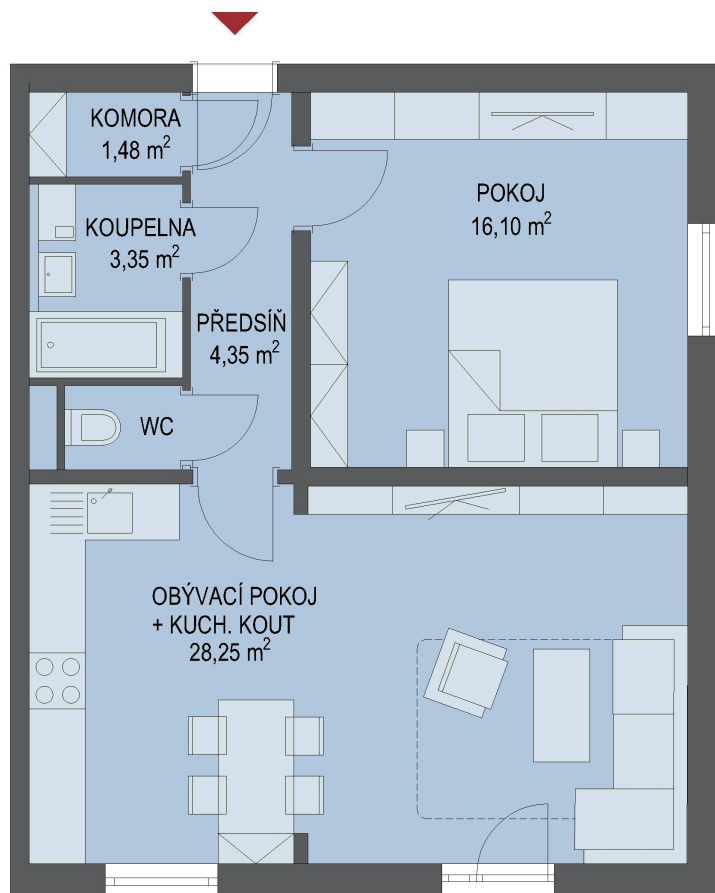 KOMORA
1,48 m²
POKOJ
16,10 m²
KOUPELNA
3,35 m²
PŘEDSÍŇ
4,35 m²
WC
OBÝVACÍ POKOJ
+ KUCH. KOUT
28,25 m²